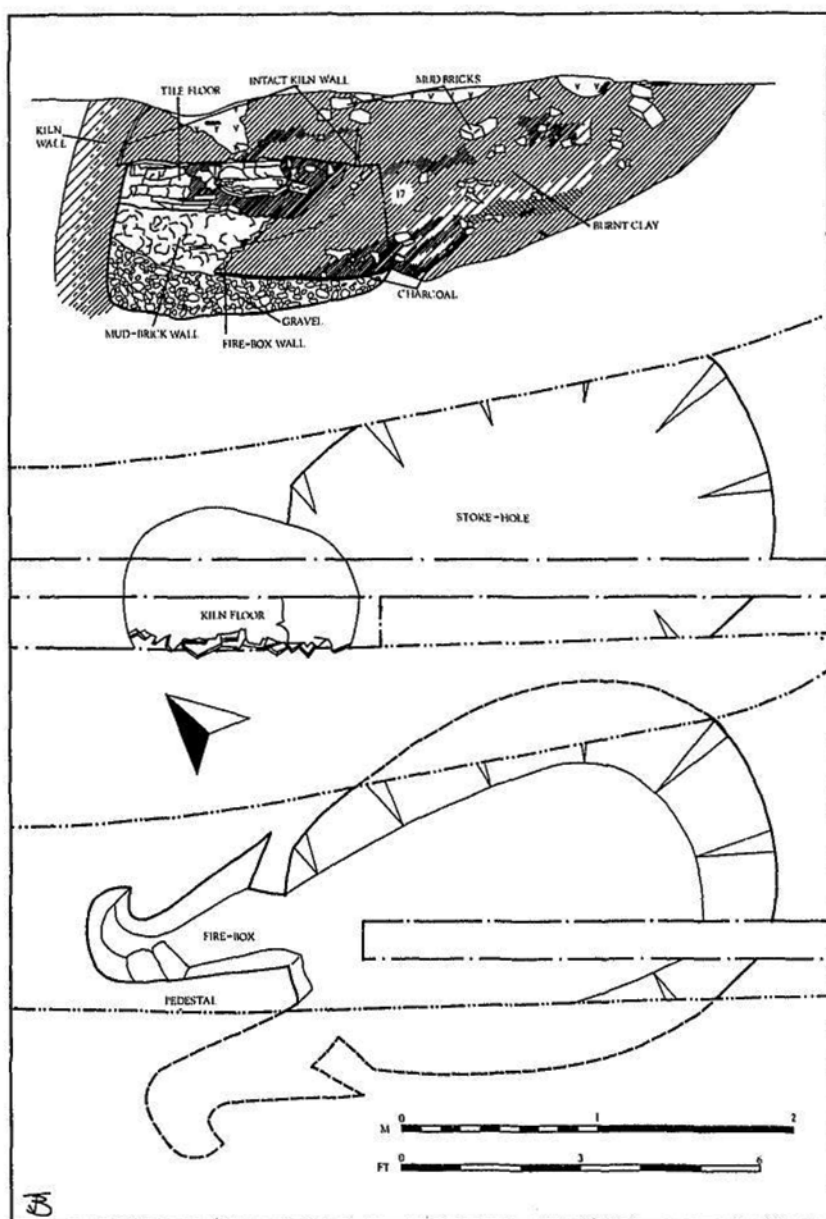 INTACT KILN WALL
MUD BRICKS
TILE FLOOR
KILN
WALL
17
BURNT CLAY
CHARCOAL
GRAVEL
MUD-BRICK WALL
FIRE-BOX WALL
STOKE-HOLE
KILN FLOOR
FIRE-BOX
PEDESTAL
0 1 2
M
0 3 6
FT